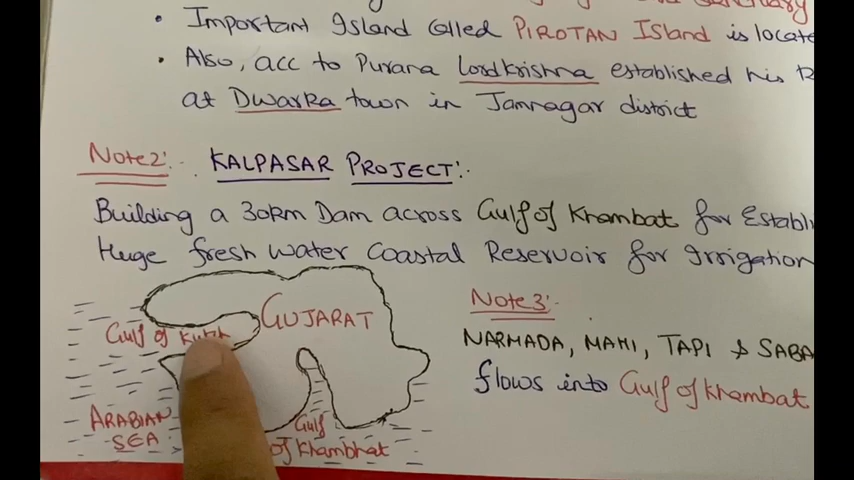 • Important Island called PIROTAN Island is locate
• Also, acc to Purana Lord Krishna established his
at Dwarka town in Jamnagar district
Note2:- KALPASAR PROJECT:-
Building a 30km Dam across Gulf of Khambat for Establi
Huge fresh water Coastal Reservoir for Irrigation
GUJARAT
Gulf of Kutch
ARABIAN
SEA
Gulf
of Khambhat
Note3:-
NARMADA, MAHI, TAPI & SABA
flows into Gulf of Khambat